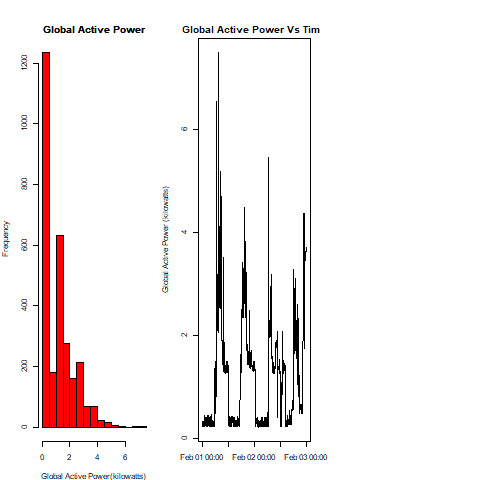 Global Active Power
Frequency
0 200 400 600 800 1000 1200
0 2 4 6
Global Active Power(kilowatts)
Global Active Power Vs Tim
Global Active Power (kilowatts)
0 2 4 6
Feb 01 00:00 Feb 02 00:00 Feb 03 00:00